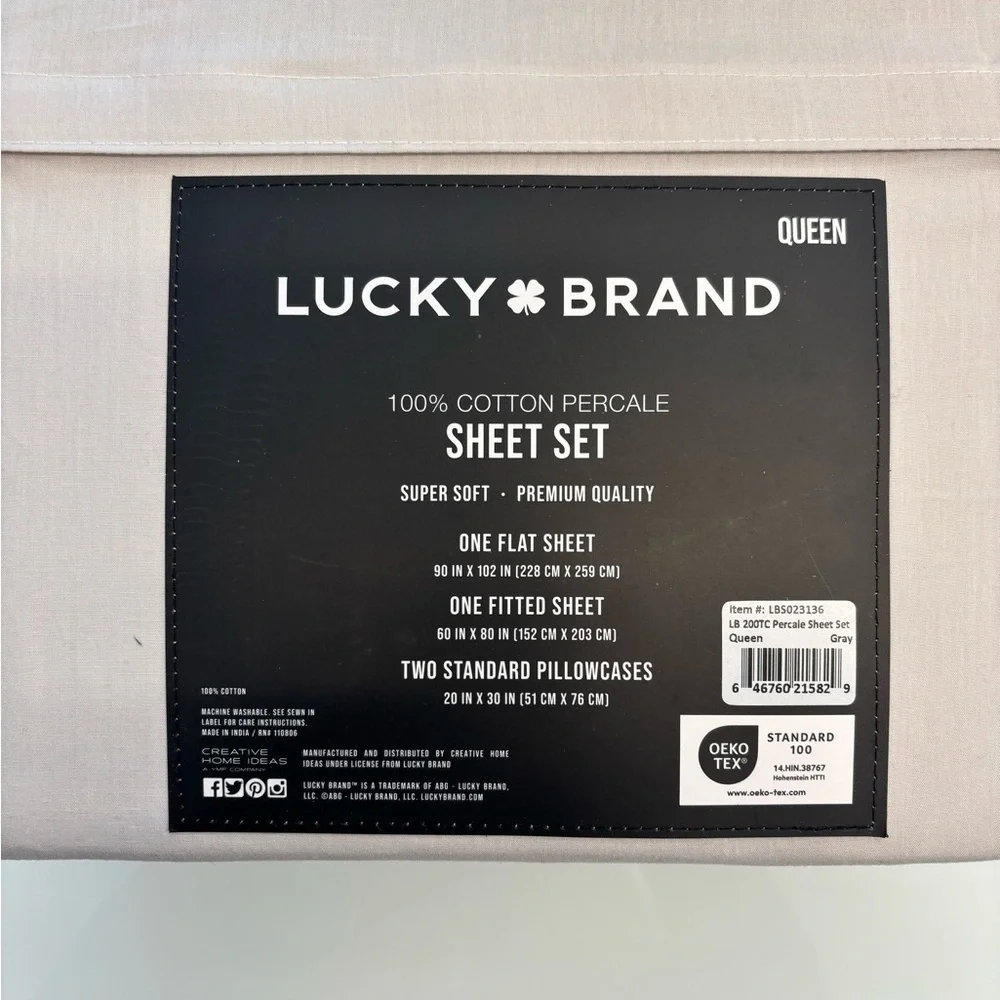 QUEEN
LUCKY BRAND
100% COTTON PERCALE
SHEET SET
SUPER SOFT · PREMIUM QUALITY
ONE FLAT SHEET
90 IN X 102 IN (228 CM X 259 CM)
ONE FITTED SHEET
60 IN X 80 IN (152 CM X 203 CM)
TWO STANDARD PILLOWCASES
20 IN X 30 IN (51 CM X 76 CM)
Item #: LBS023136
LB 200TC Percale Sheet Set
Queen Gray
6 46760 21582 9
100% COTTON
MACHINE WASHABLE. SEE SEWN IN
LABEL FOR CARE INSTRUCTIONS.
MADE IN INDIA / RN# 110806
CREATIVE
HOME IDEAS
A YMF COMPANY
MANUFACTURED AND DISTRIBUTED BY CREATIVE HOME
IDEAS UNDER LICENSE FROM LUCKY BRAND
LUCKY BRAND™ IS A TRADEMARK OF ABG - LUCKY BRAND,
LLC. ©ABG - LUCKY BRAND, LLC. LUCKYBRAND.COM
OEKO
TEX®
STANDARD
100
14.HIN.38767
Hohenstein HTTI
www.oeko-tex.com